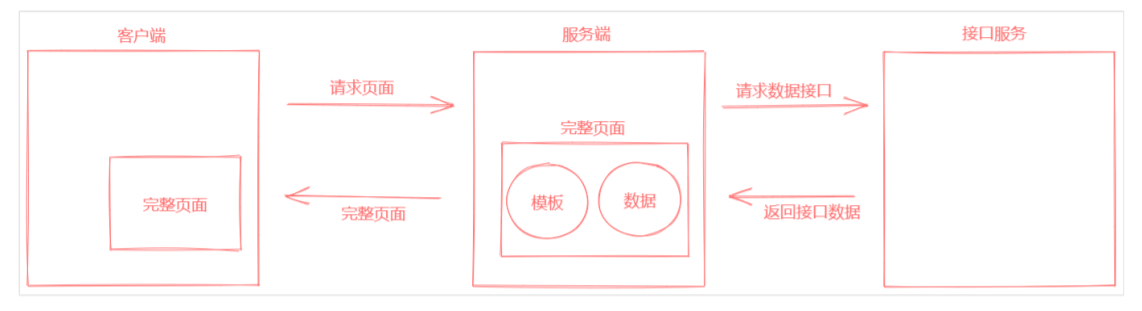 客户端
服务端
接口服务
请求页面
请求数据接口
完整页面
模板
数据
完整页面
完整页面
返回接口数据